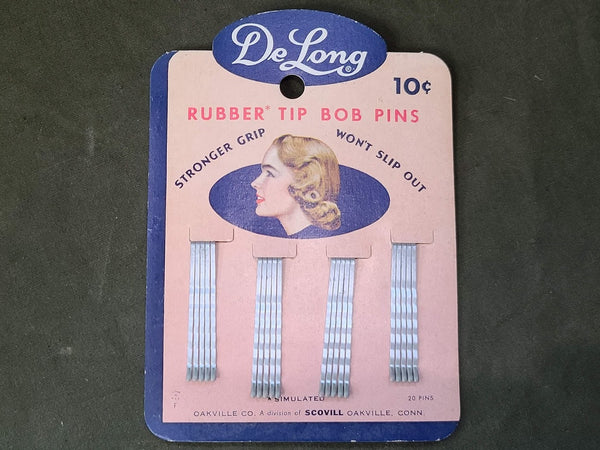 De Long
®
10¢
RUBBER* TIP BOB PINS
STRONGER GRIP WON'T SLIP OUT
*SIMULATED
20 PINS
OAKVILLE CO. A division of SCOVILL OAKVILLE, CONN.